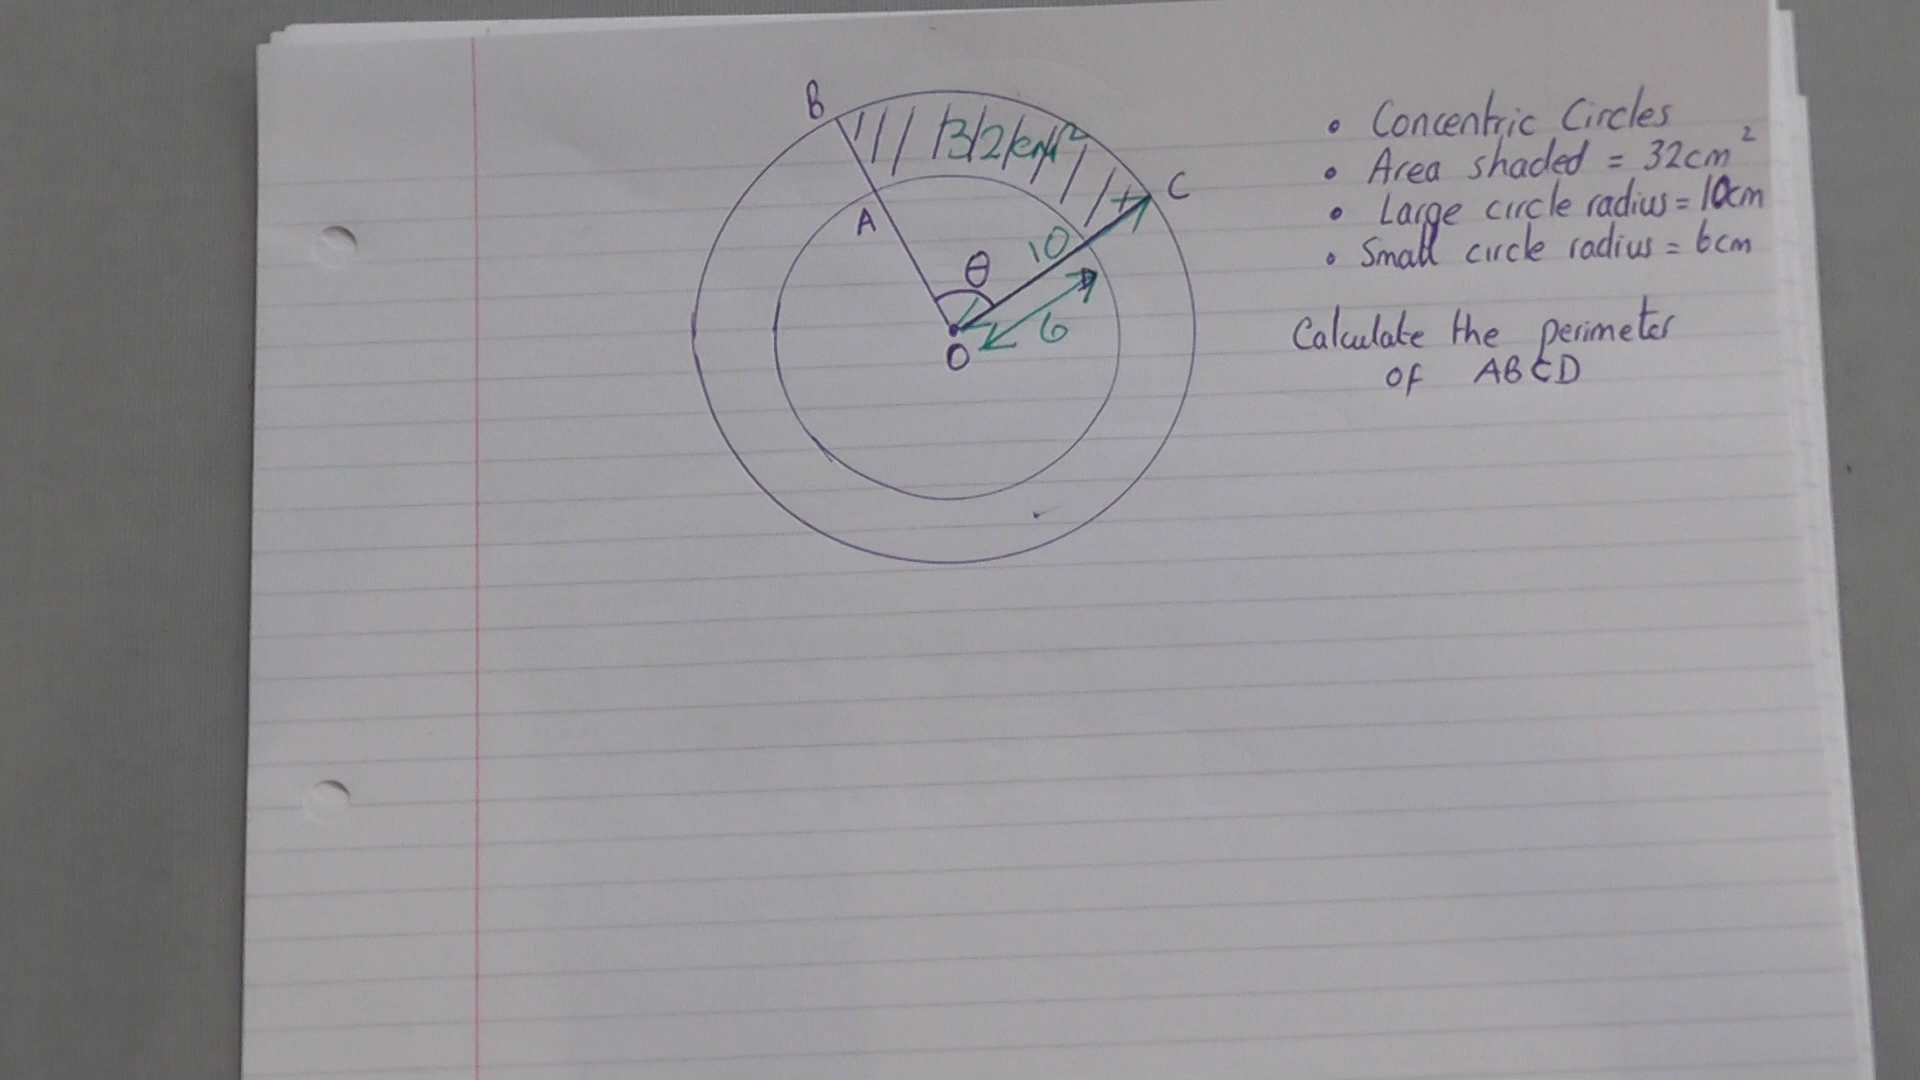 B
32cm²
C
A
10
θ
6
O
• Concentric Circles
• Area shaded = 32cm²
• Large circle radius = 10cm
• Small circle radius = 6cm
Calculate the perimeter
of ABCD